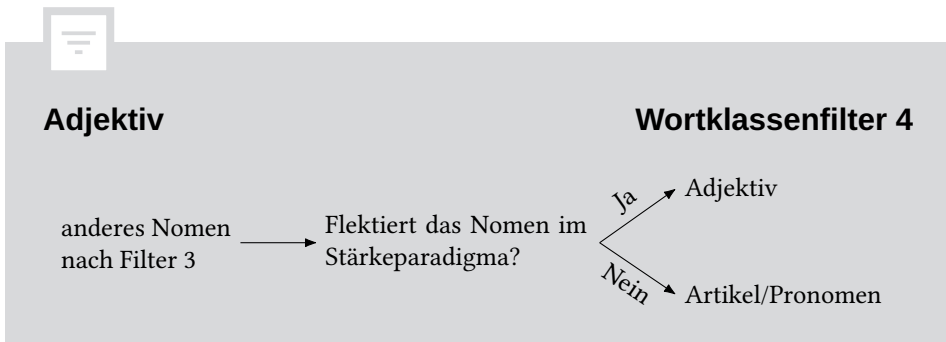 Adjektiv
Wortklassenfilter 4
anderes Nomen
nach Filter 3
Flektiert das Nomen im
Stärkeparadigma?
Ja
Adjektiv
Nein
Artikel/Pronomen